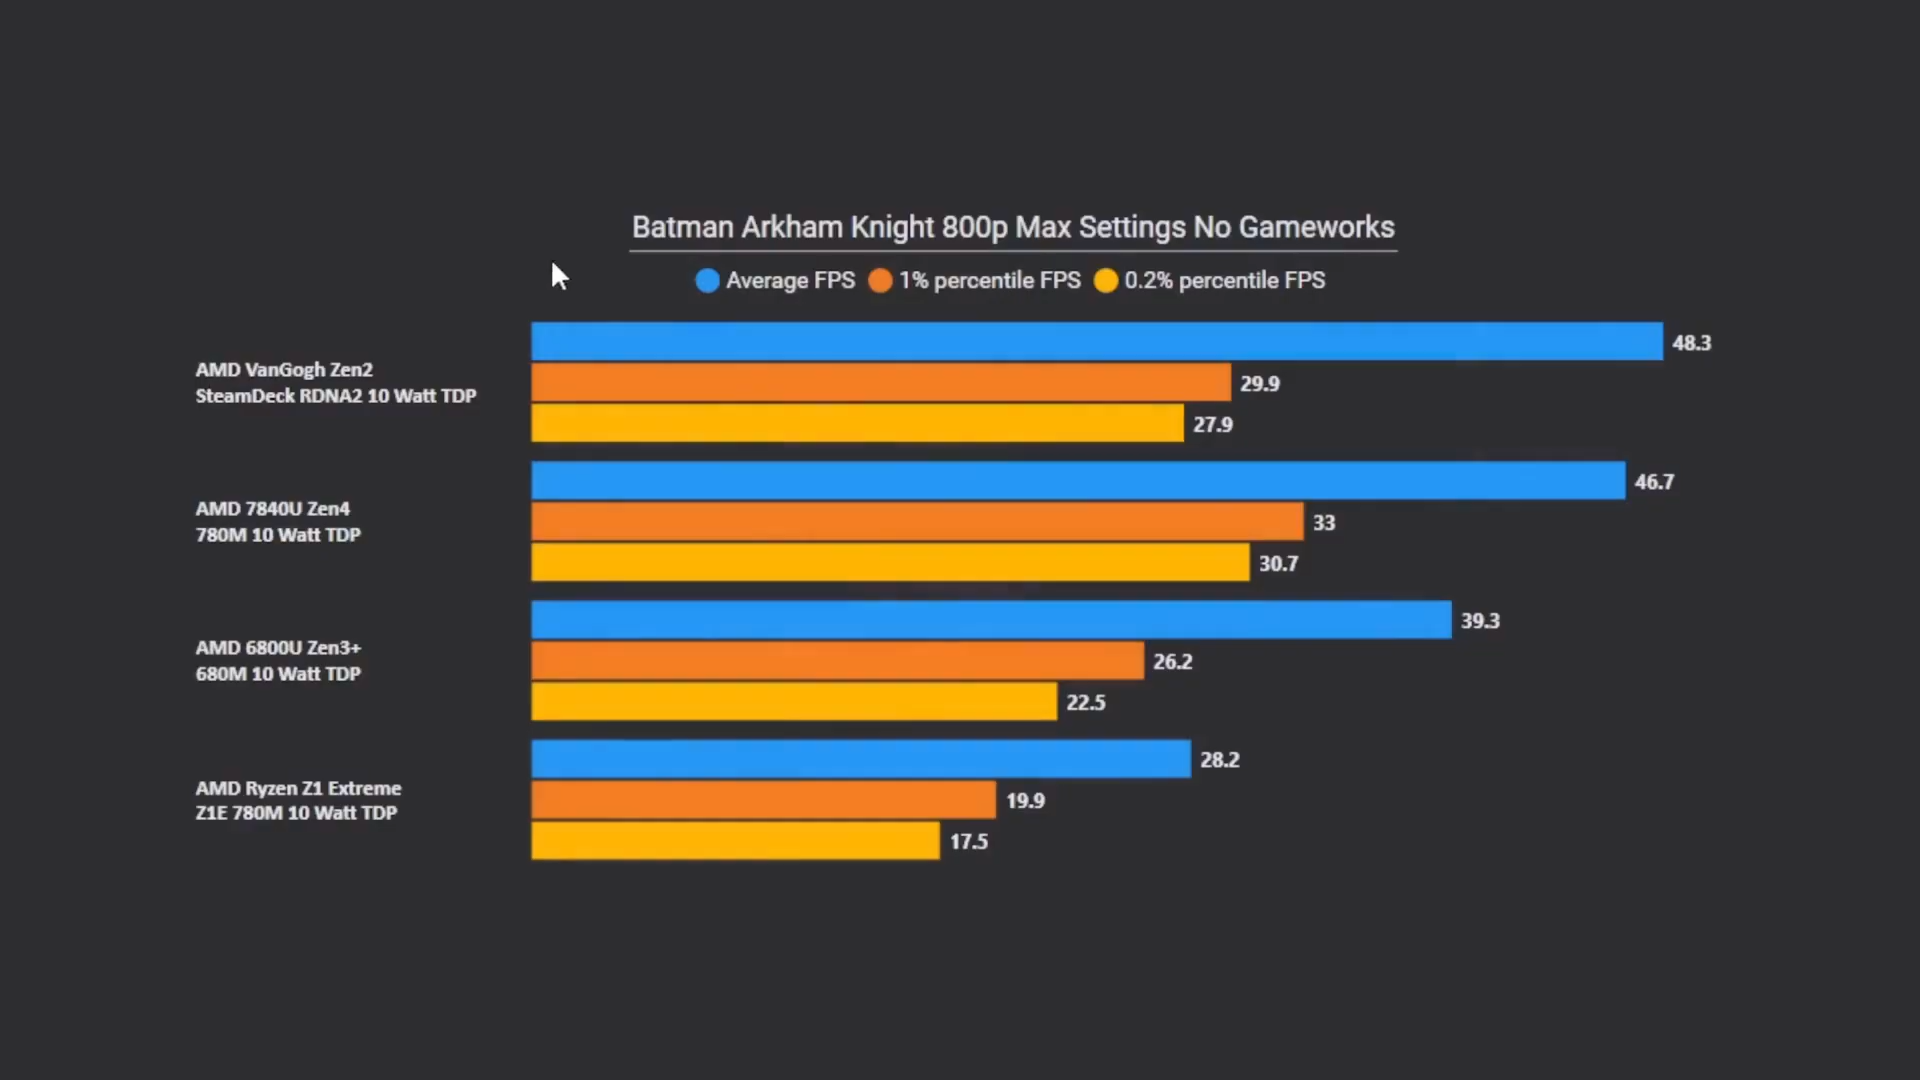 Batman Arkham Knight 800p Max Settings No Gameworks
Average FPS 1% percentile FPS 0.2% percentile FPS
AMD VanGogh Zen2
SteamDeck RDNA2 10 Watt TDP
48.3
29.9
27.9
AMD 7840U Zen4
780M 10 Watt TDP
46.7
33
30.7
AMD 6800U Zen3+
680M 10 Watt TDP
39.3
26.2
22.5
AMD Ryzen Z1 Extreme
Z1E 780M 10 Watt TDP
28.2
19.9
17.5